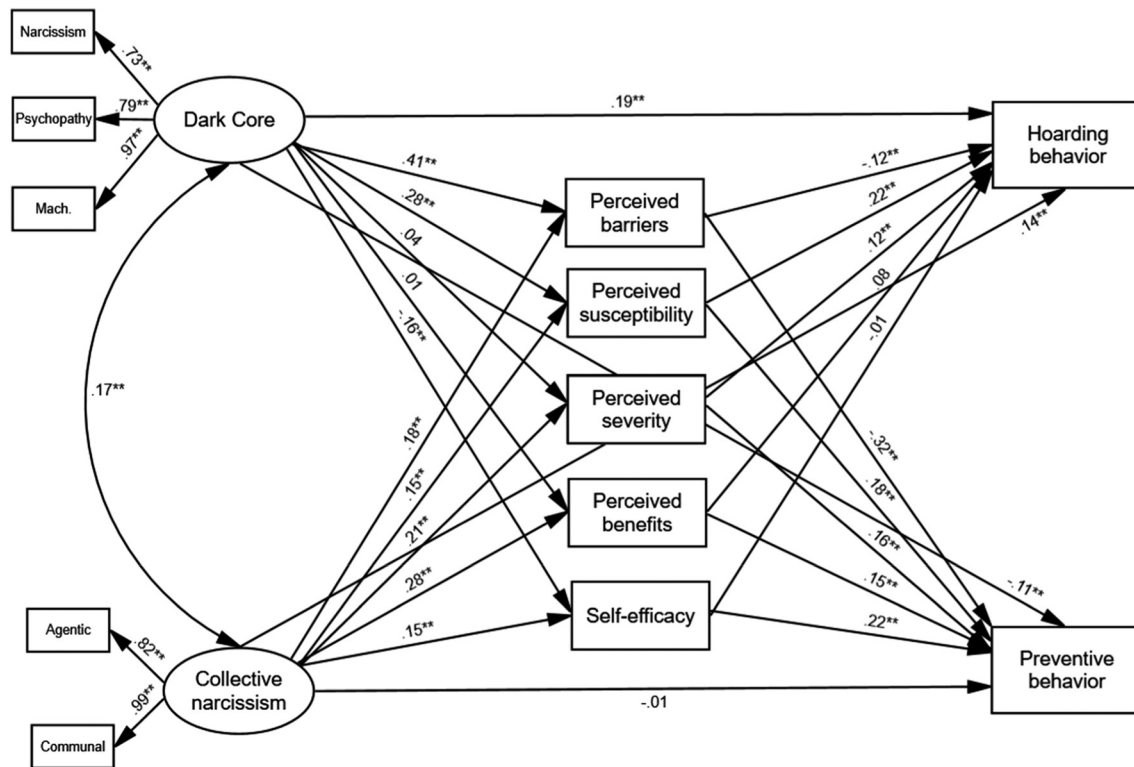 Narcissism
.73**
Psychopathy
.79**
Dark Core
.97**
Mach.
.19**
Hoarding
behavior
.41**
-.12**
.28**
.22**
.04
.12**
.14**
.01
.08
-.16**
-.01
Perceived
barriers
Perceived
susceptibility
Perceived
severity
Perceived
benefits
Self-efficacy
.17**
.18**
.15**
.21**
.28**
.15**
-.32**
.18**
.16**
.15**
-.11**
.22**
Agentic
.82**
Collective
narcissism
.99**
Communal
-.01
Preventive
behavior